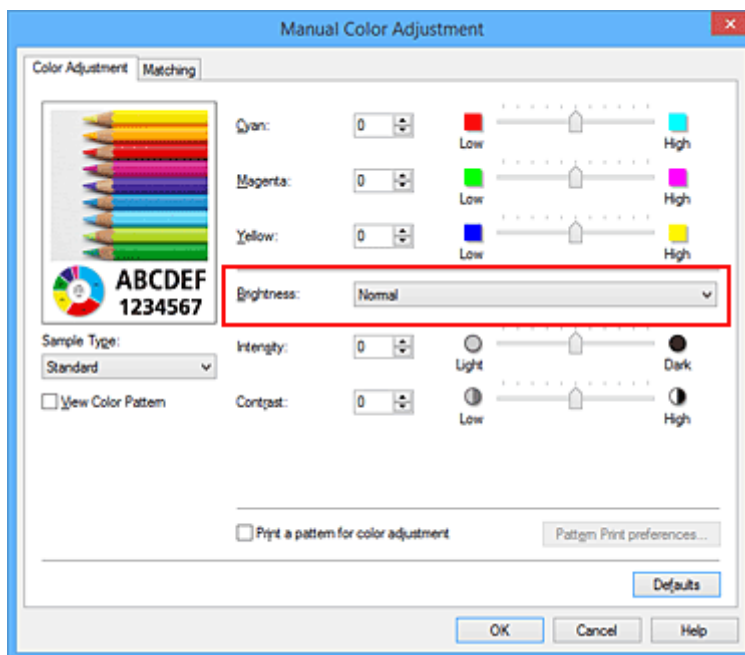 Manual Color Adjustment
Color Adjustment Matching
ABCDEF
1234567
Sample Type:
Standard
View Color Pattern
Cyan: 0 Low High
Magenta: 0 Low High
Yellow: 0 Low High
Brightness: Normal
Intensity: 0 Light Dark
Contrast: 0 Low High
Print a pattern for color adjustment Pattern Print preferences...
Defaults
OK Cancel Help